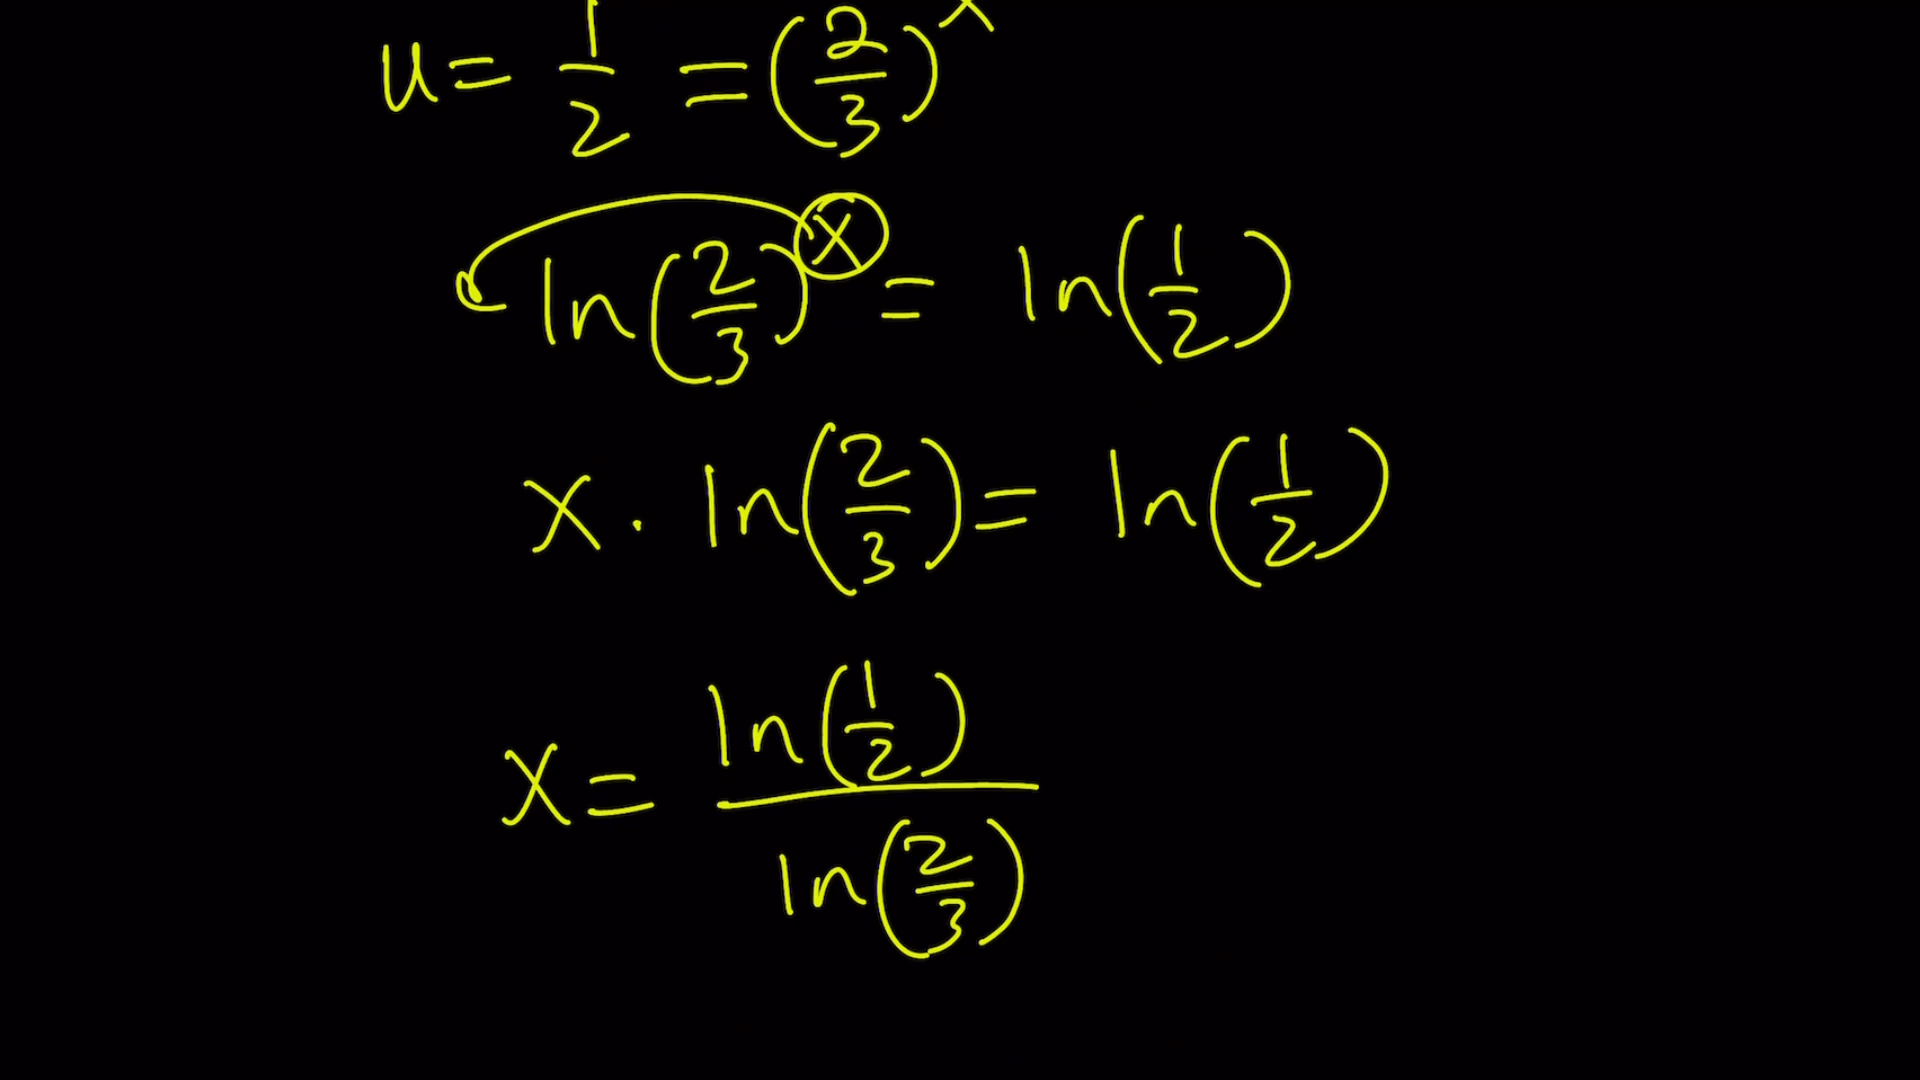 u = 1/2 = (2/3)^x
ln(2/3)^x = ln(1/2)
x · ln(2/3) = ln(1/2)
x = ln(1/2) / ln(2/3)